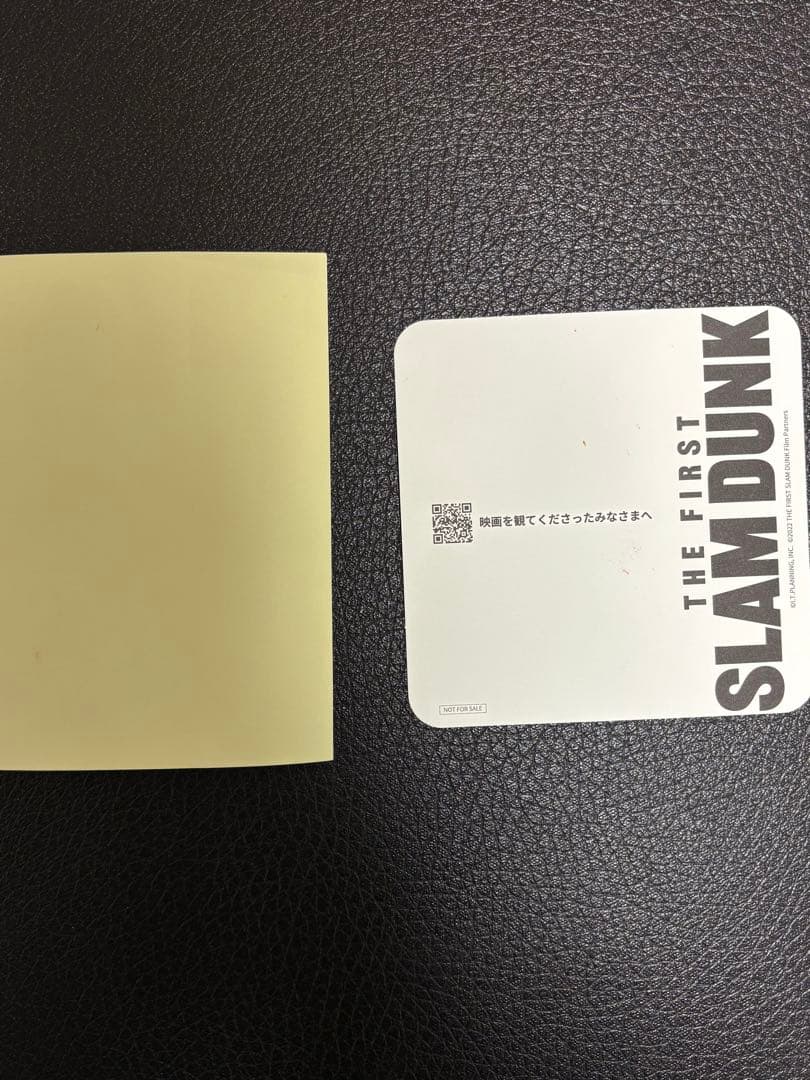 THE FIRST
SLAM DUNK
©I.T.PLANNING, INC. ©2022 THE FIRST SLAM DUNK Film Partners
映画を観てくださったみなさまへ
NOT FOR SALE